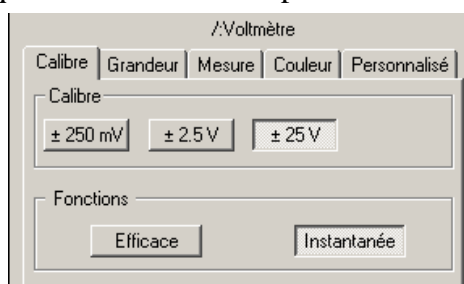 /:Voltmètre
Calibre Grandeur Mesure Couleur Personnalisé
Calibre
± 250 mV ± 2.5 V ± 25 V
Fonctions
Efficace Instantanée